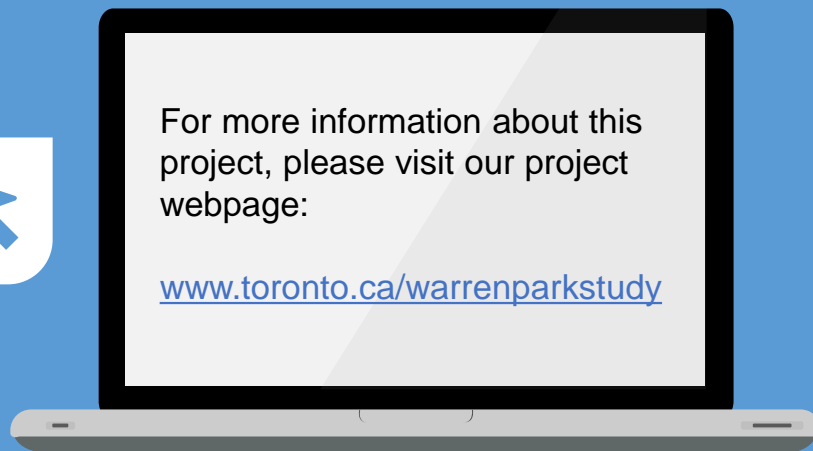 For more information about this
project, please visit our project
webpage:
www.toronto.ca/warrenparkstudy